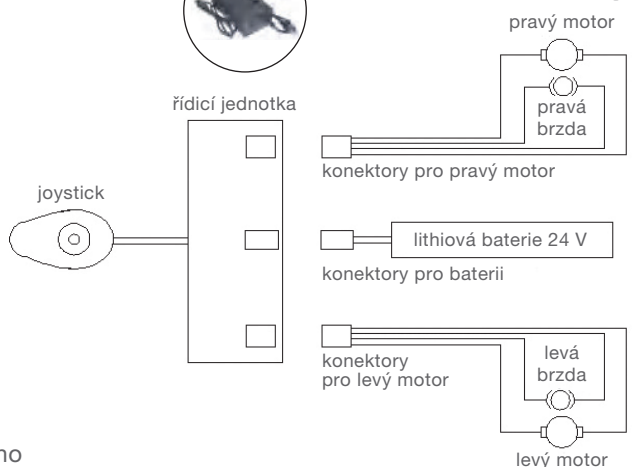 pravý motor
řídicí jednotka
pravá
brzda
konektory pro pravý motor
joystick
lithiová baterie 24 V
konektory pro baterii
konektory
pro levý motor
levá
brzda
levý motor